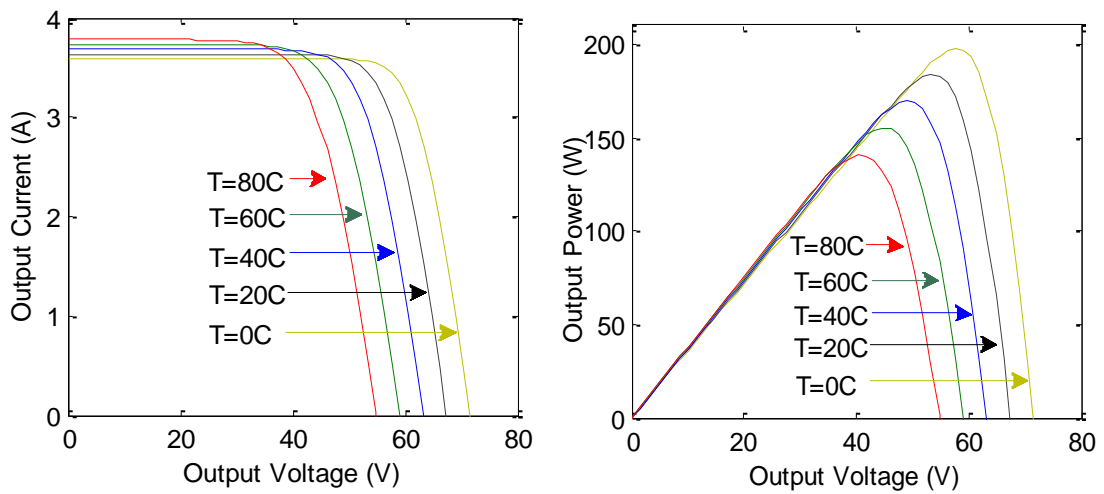 Output Current (A)
4
3
2
1
0
T=80C
T=60C
T=40C
T=20C
T=0C
0 20 40 60 80
Output Voltage (V)
Output Power (W)
200
150
100
50
0
T=80C
T=60C
T=40C
T=20C
T=0C
0 20 40 60 80
Output Voltage (V)